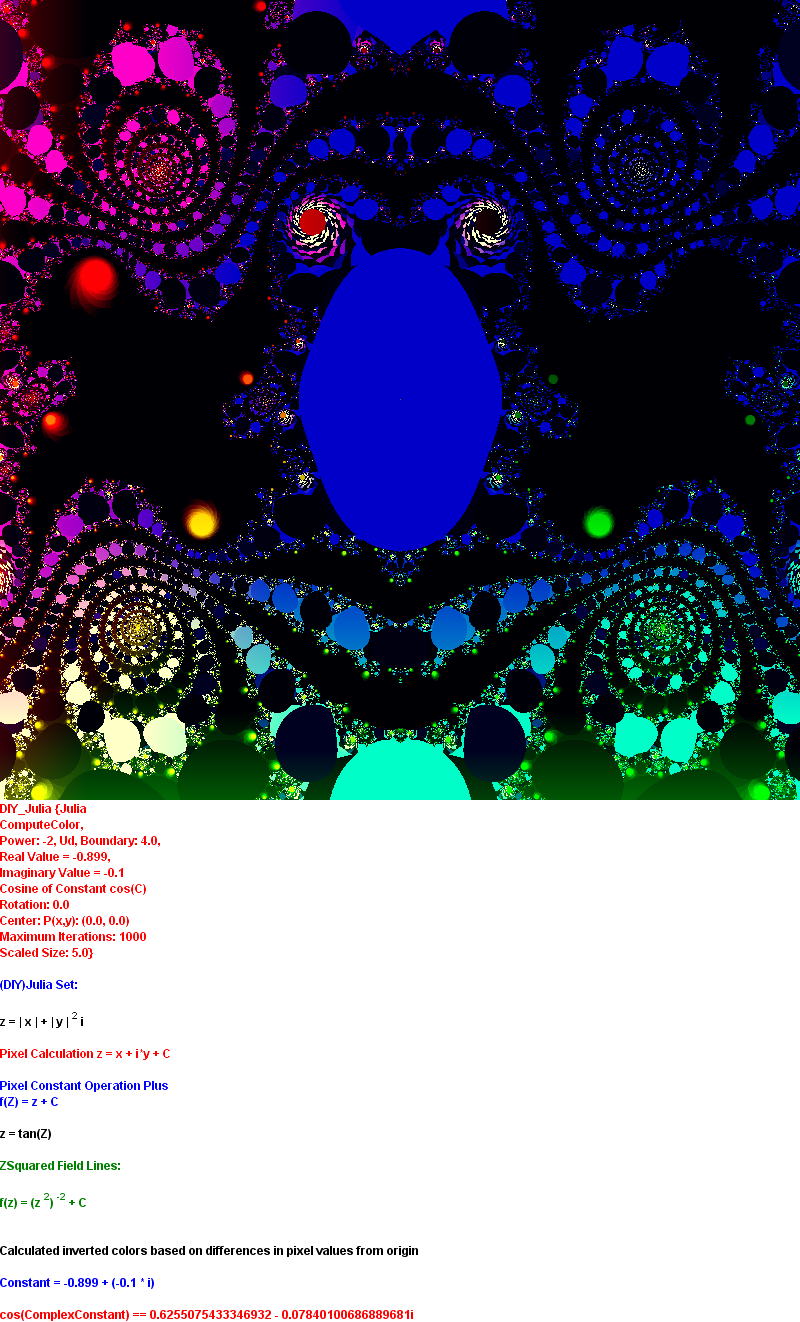 DIY_Julia {Julia
ComputeColor,
Power: -2, Ud, Boundary: 4.0,
Real Value = -0.899,
Imaginary Value = -0.1
Cosine of Constant cos(C)
Rotation: 0.0
Center: P(x,y): (0.0, 0.0)
Maximum Iterations: 1000
Scaled Size: 5.0}
(DIY)Julia Set:
z = | x | + | y | ² i
Pixel Calculation z = x + i*y + C
Pixel Constant Operation Plus
f(Z) = z + C
z = tan(Z)
ZSquared Field Lines:
f(z) = (z ²) ⁻² + C
Calculated inverted colors based on differences in pixel values from origin
Constant = -0.899 + (-0.1 * i)
cos(ComplexConstant) == 0.6255075433346932 - 0.07840100686889681i